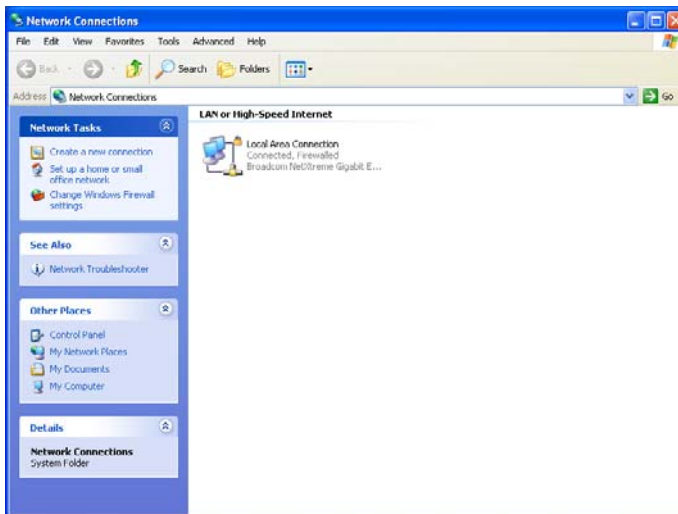 Network Connections
File Edit View Favorites Tools Advanced Help
Back Search Folders
Address Network Connections Go
Network Tasks
Create a new connection
Set up a home or small
office network
Change Windows Firewall
settings
See Also
Network Troubleshooter
Other Places
Control Panel
My Network Places
My Documents
My Computer
Details
Network Connections
System Folder
LAN or High-Speed Internet
Local Area Connection
Connected, Firewalled
Broadcom NetXtreme Gigabit E...